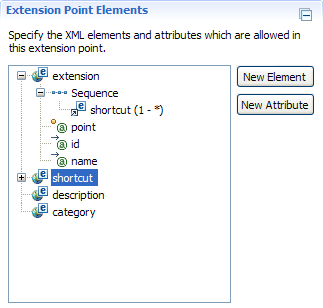 Extension Point Elements
Specify the XML elements and attributes which are allowed in
this extension point.
extension
New Element
Sequence
shortcut (1 - *)
New Attribute
point
id
name
shortcut
description
category